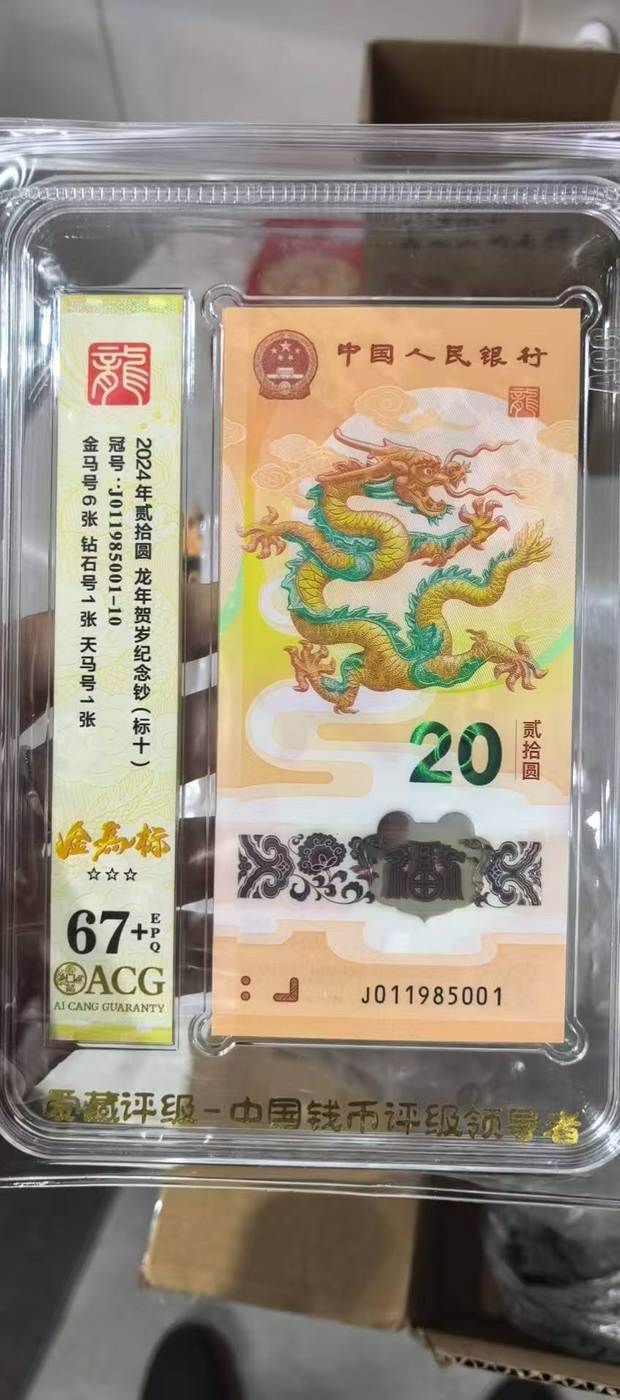 龍
2024年贰拾圆 龙年贺岁纪念钞(标十)
冠号:J011985001-10
金马号6张 钻石号1张 天马号1张
金马标
☆☆☆
67+
EPQ
ACG
AI CANG GUARANTY
中国人民银行
龍
20
贰拾圆
J011985001
爱藏评级-中国钱币评级领导者